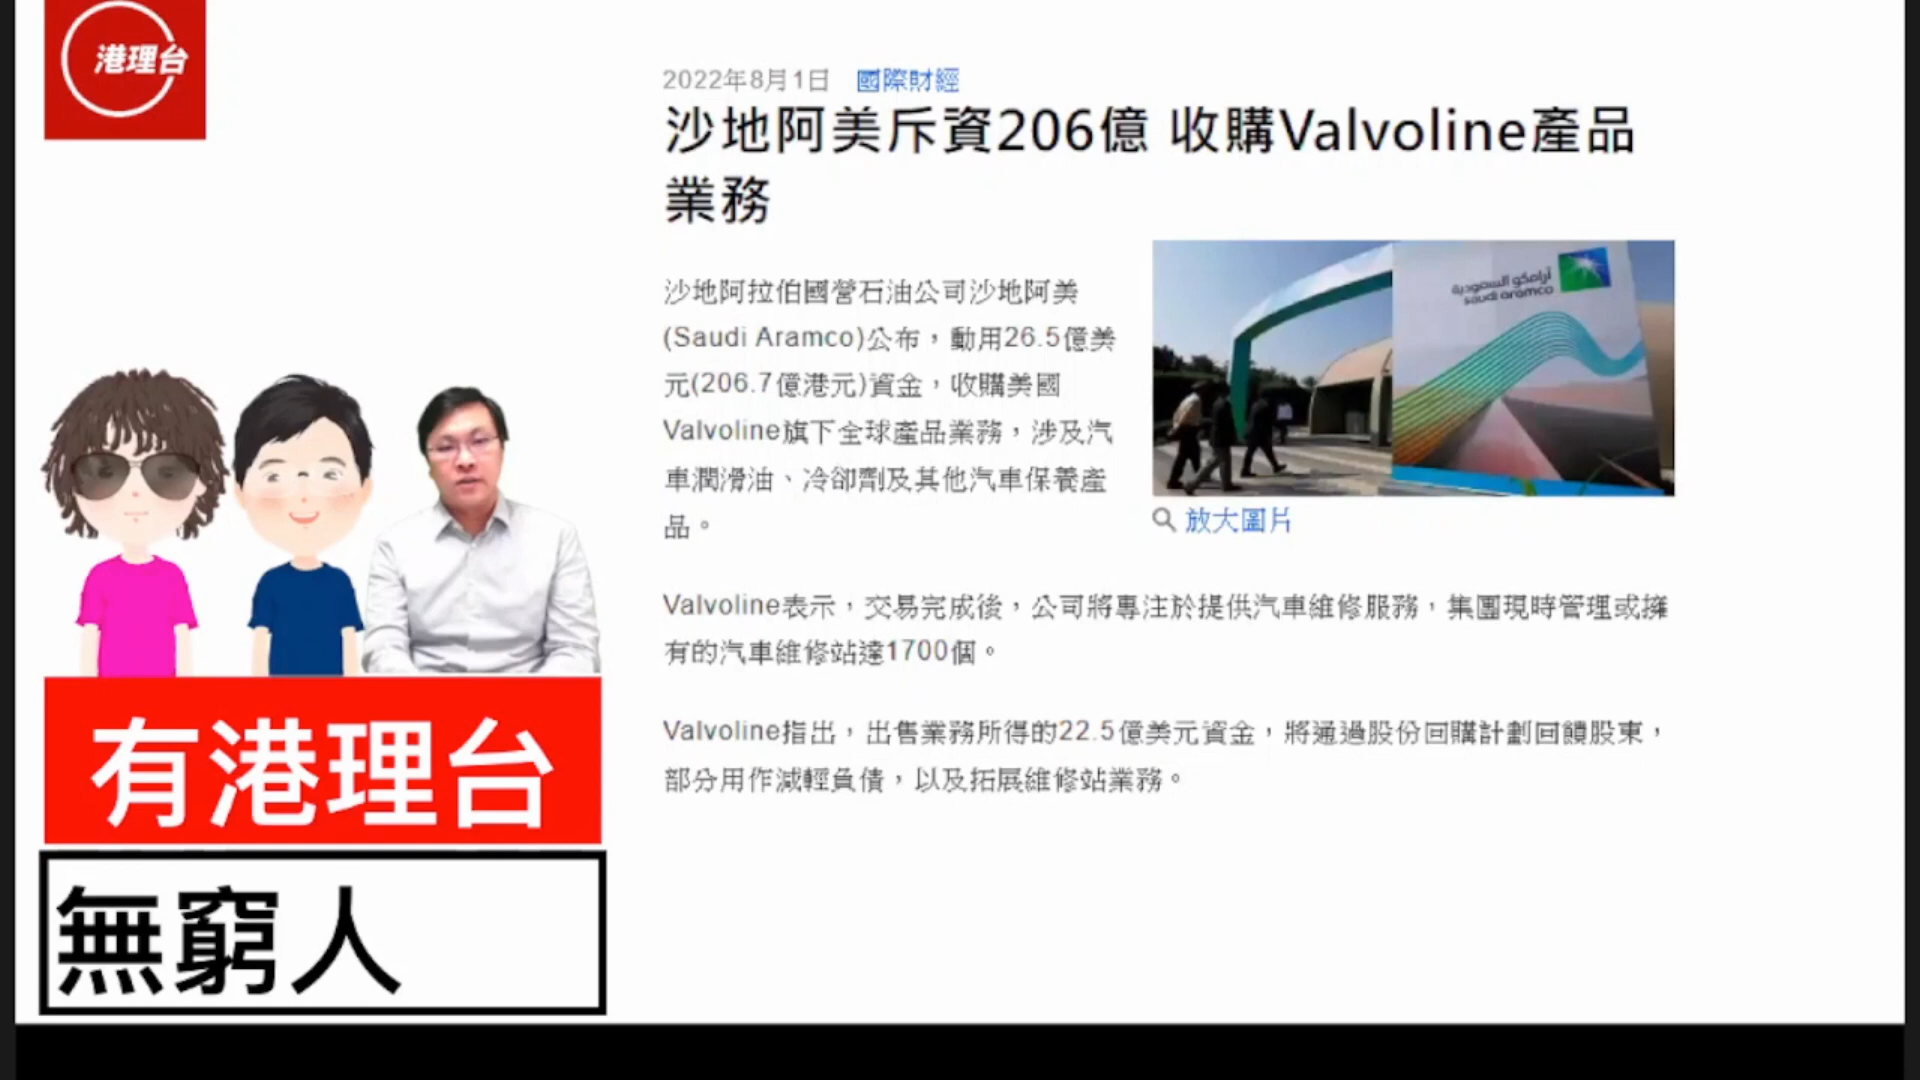 港理台
2022年8月1日 國際財經
沙地阿美斥資206億 收購Valvoline產品
業務
沙地阿拉伯國營石油公司沙地阿美
(Saudi Aramco)公布，動用26.5億美
元(206.7億港元)資金，收購美國
Valvoline旗下全球產品業務，涉及汽
車潤滑油、冷卻劑及其他汽車保養產
品。
أرامكو السعودية
saudi aramco
放大圖片
Valvoline表示，交易完成後，公司將專注於提供汽車維修服務，集團現時管理或擁
有的汽車維修站達1700個。
Valvoline指出，出售業務所得的22.5億美元資金，將通過股份回購計劃回饋股東，
部分用作減輕負債，以及拓展維修站業務。
有港理台
無窮人